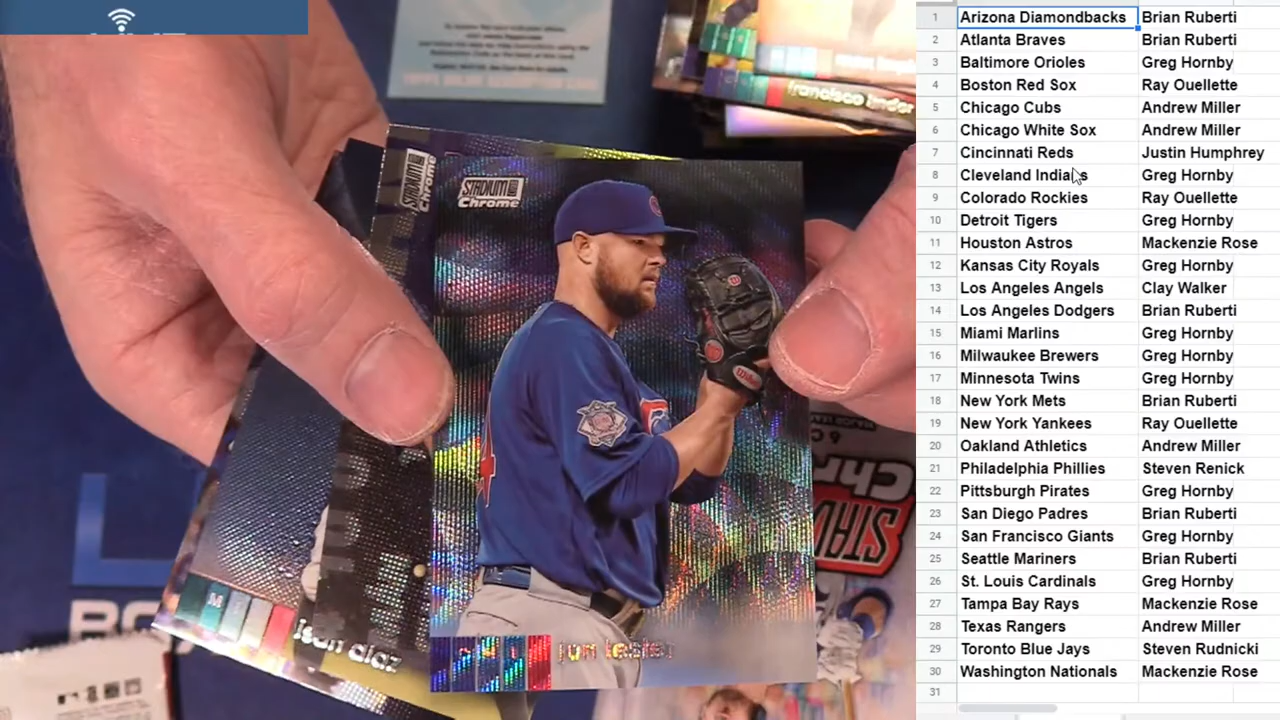 francisco lindor
STADIUM CLUB
Chrome
STADIUM CLUB
Chrome
isan diaz
jon lester
1 Arizona Diamondbacks Brian Ruberti
2 Atlanta Braves Brian Ruberti
3 Baltimore Orioles Greg Hornby
4 Boston Red Sox Ray Ouellette
5 Chicago Cubs Andrew Miller
6 Chicago White Sox Andrew Miller
7 Cincinnati Reds Justin Humphrey
8 Cleveland Indians Greg Hornby
9 Colorado Rockies Ray Ouellette
10 Detroit Tigers Greg Hornby
11 Houston Astros Mackenzie Rose
12 Kansas City Royals Greg Hornby
13 Los Angeles Angels Clay Walker
14 Los Angeles Dodgers Brian Ruberti
15 Miami Marlins Greg Hornby
16 Milwaukee Brewers Greg Hornby
17 Minnesota Twins Greg Hornby
18 New York Mets Brian Ruberti
19 New York Yankees Ray Ouellette
20 Oakland Athletics Andrew Miller
21 Philadelphia Phillies Steven Renick
22 Pittsburgh Pirates Greg Hornby
23 San Diego Padres Brian Ruberti
24 San Francisco Giants Greg Hornby
25 Seattle Mariners Brian Ruberti
26 St. Louis Cardinals Greg Hornby
27 Tampa Bay Rays Mackenzie Rose
28 Texas Rangers Andrew Miller
29 Toronto Blue Jays Steven Rudnicki
30 Washington Nationals Mackenzie Rose
31